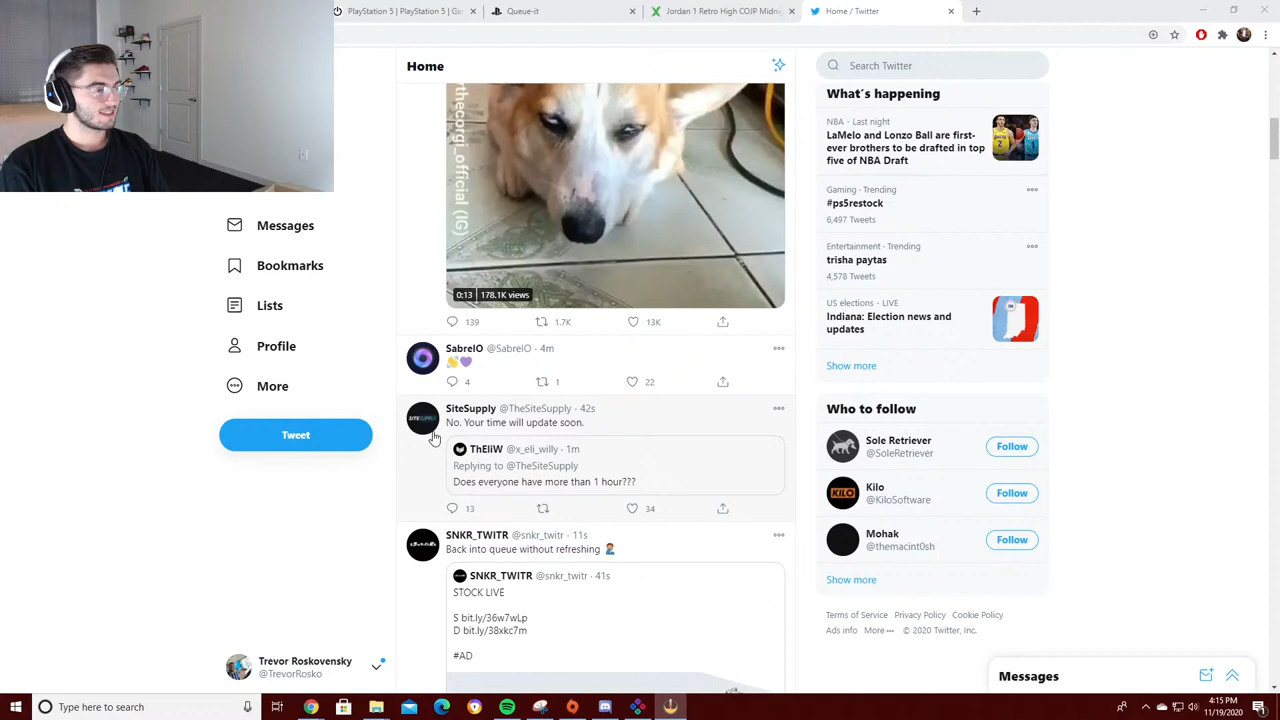 PlayStation 5 | PlayStation 5 | Ga
Queue-it
Jordan 1 Retro High COJP Midn
Home / Twitter
Home
Search Twitter
What's happening
NBA · Last night
LaMelo and Lonzo Ball are first-
ever brothers to be drafted in top
five of NBA Draft
Gaming · Trending
#ps5restock
6,497 Tweets
Entertainment · Trending
trisha paytas
4,578 Tweets
US elections · LIVE
Indiana: Election news and
updates
Show more
Who to follow
Sole Retriever
@SoleRetriever
Follow
Kilo
@KiloSoftware
Follow
Mohak
@themacint0sh
Follow
Show more
Terms of Service Privacy Policy Cookie Policy
Ads info More © 2020 Twitter, Inc.
Messages
Bookmarks
Lists
Profile
More
Tweet
Trevor Roskovensky
@TrevorRosko
ythecorgi_official (IG)
0:13 178.1K views
139 1.7K 13K
SabreIO @SabreIO · 4m
4 1 22
SiteSupply @TheSiteSupply · 42s
No. Your time will update soon.
ThEliW @x_eli_willy · 1m
Replying to @TheSiteSupply
Does everyone have more than 1 hour???
13 34
SNKR_TWITR @snkr_twitr · 11s
Back into queue without refreshing
SNKR_TWITR @snkr_twitr · 41s
STOCK LIVE
S bit.ly/36w7wLp
D bit.ly/38xkc7m
#AD
Messages
Type here to search
4:15 PM
11/19/2020